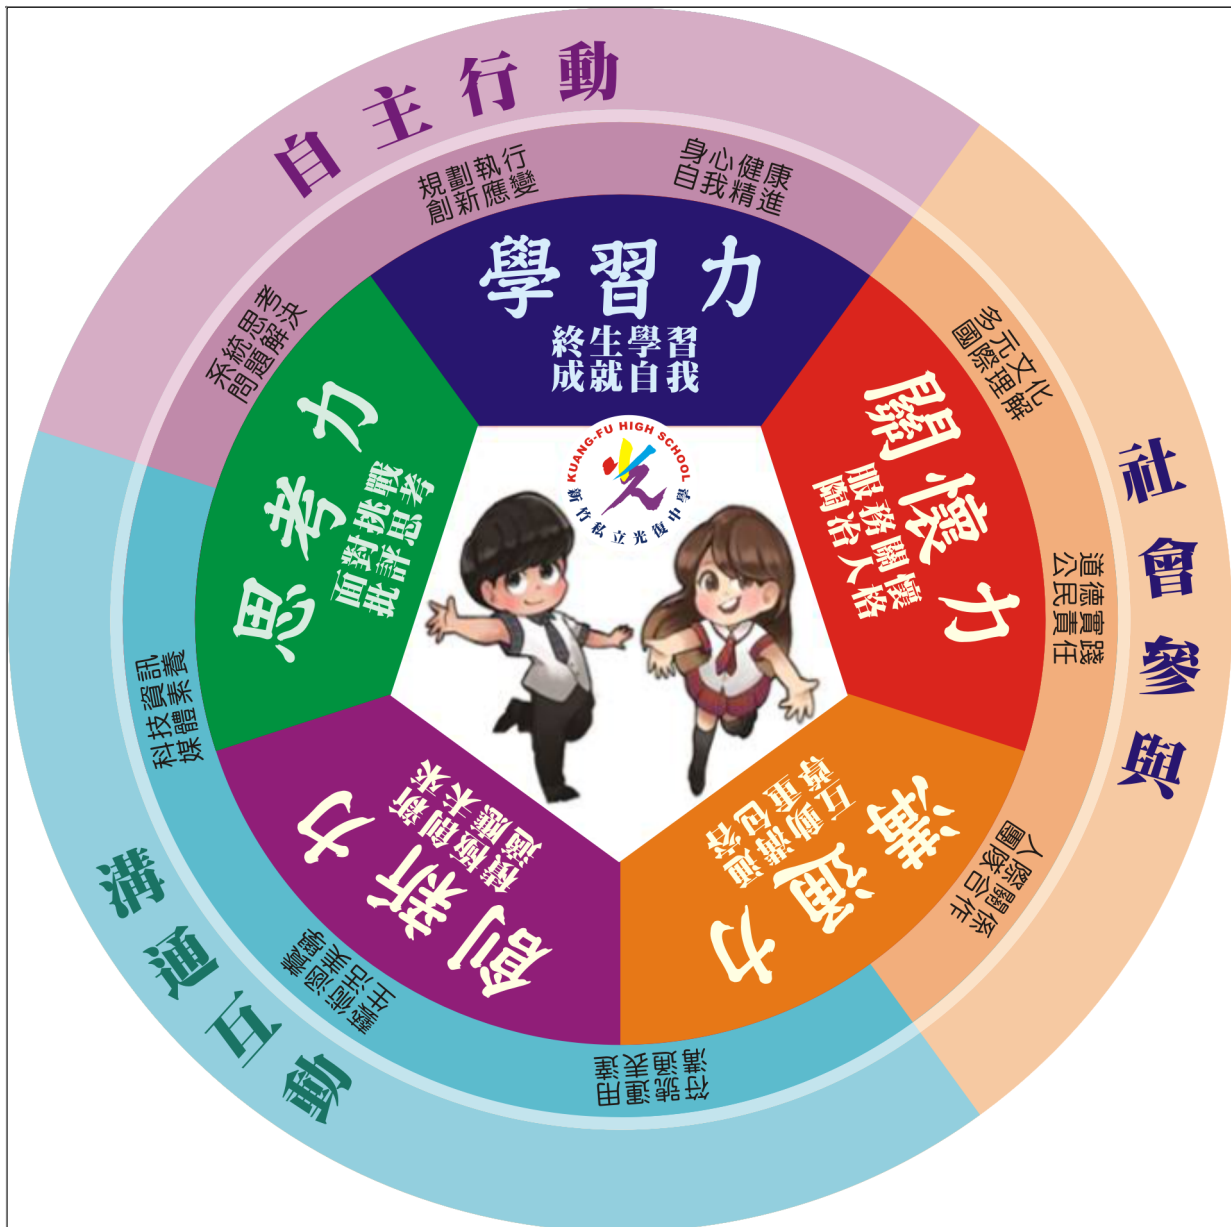 自主行動
規劃執行
創新應變
身心健康
自我精進
系統思考
問題解決
學習力
終生學習
成就自我
社會參與
多元文化
國際理解
道德實踐
公民責任
人際關係
團隊合作
關懷力
服務關懷
陶冶人格
溝通力
互動溝通
尊重包容
溝通互動
符號運用
溝通表達
藝術涵養
生活美學
科技資訊
媒體素養
創新力
積極創新
適應未來
思考力
面對挑戰
批評思考
KUANG-FU HIGH SCHOOL
新竹私立光復中學